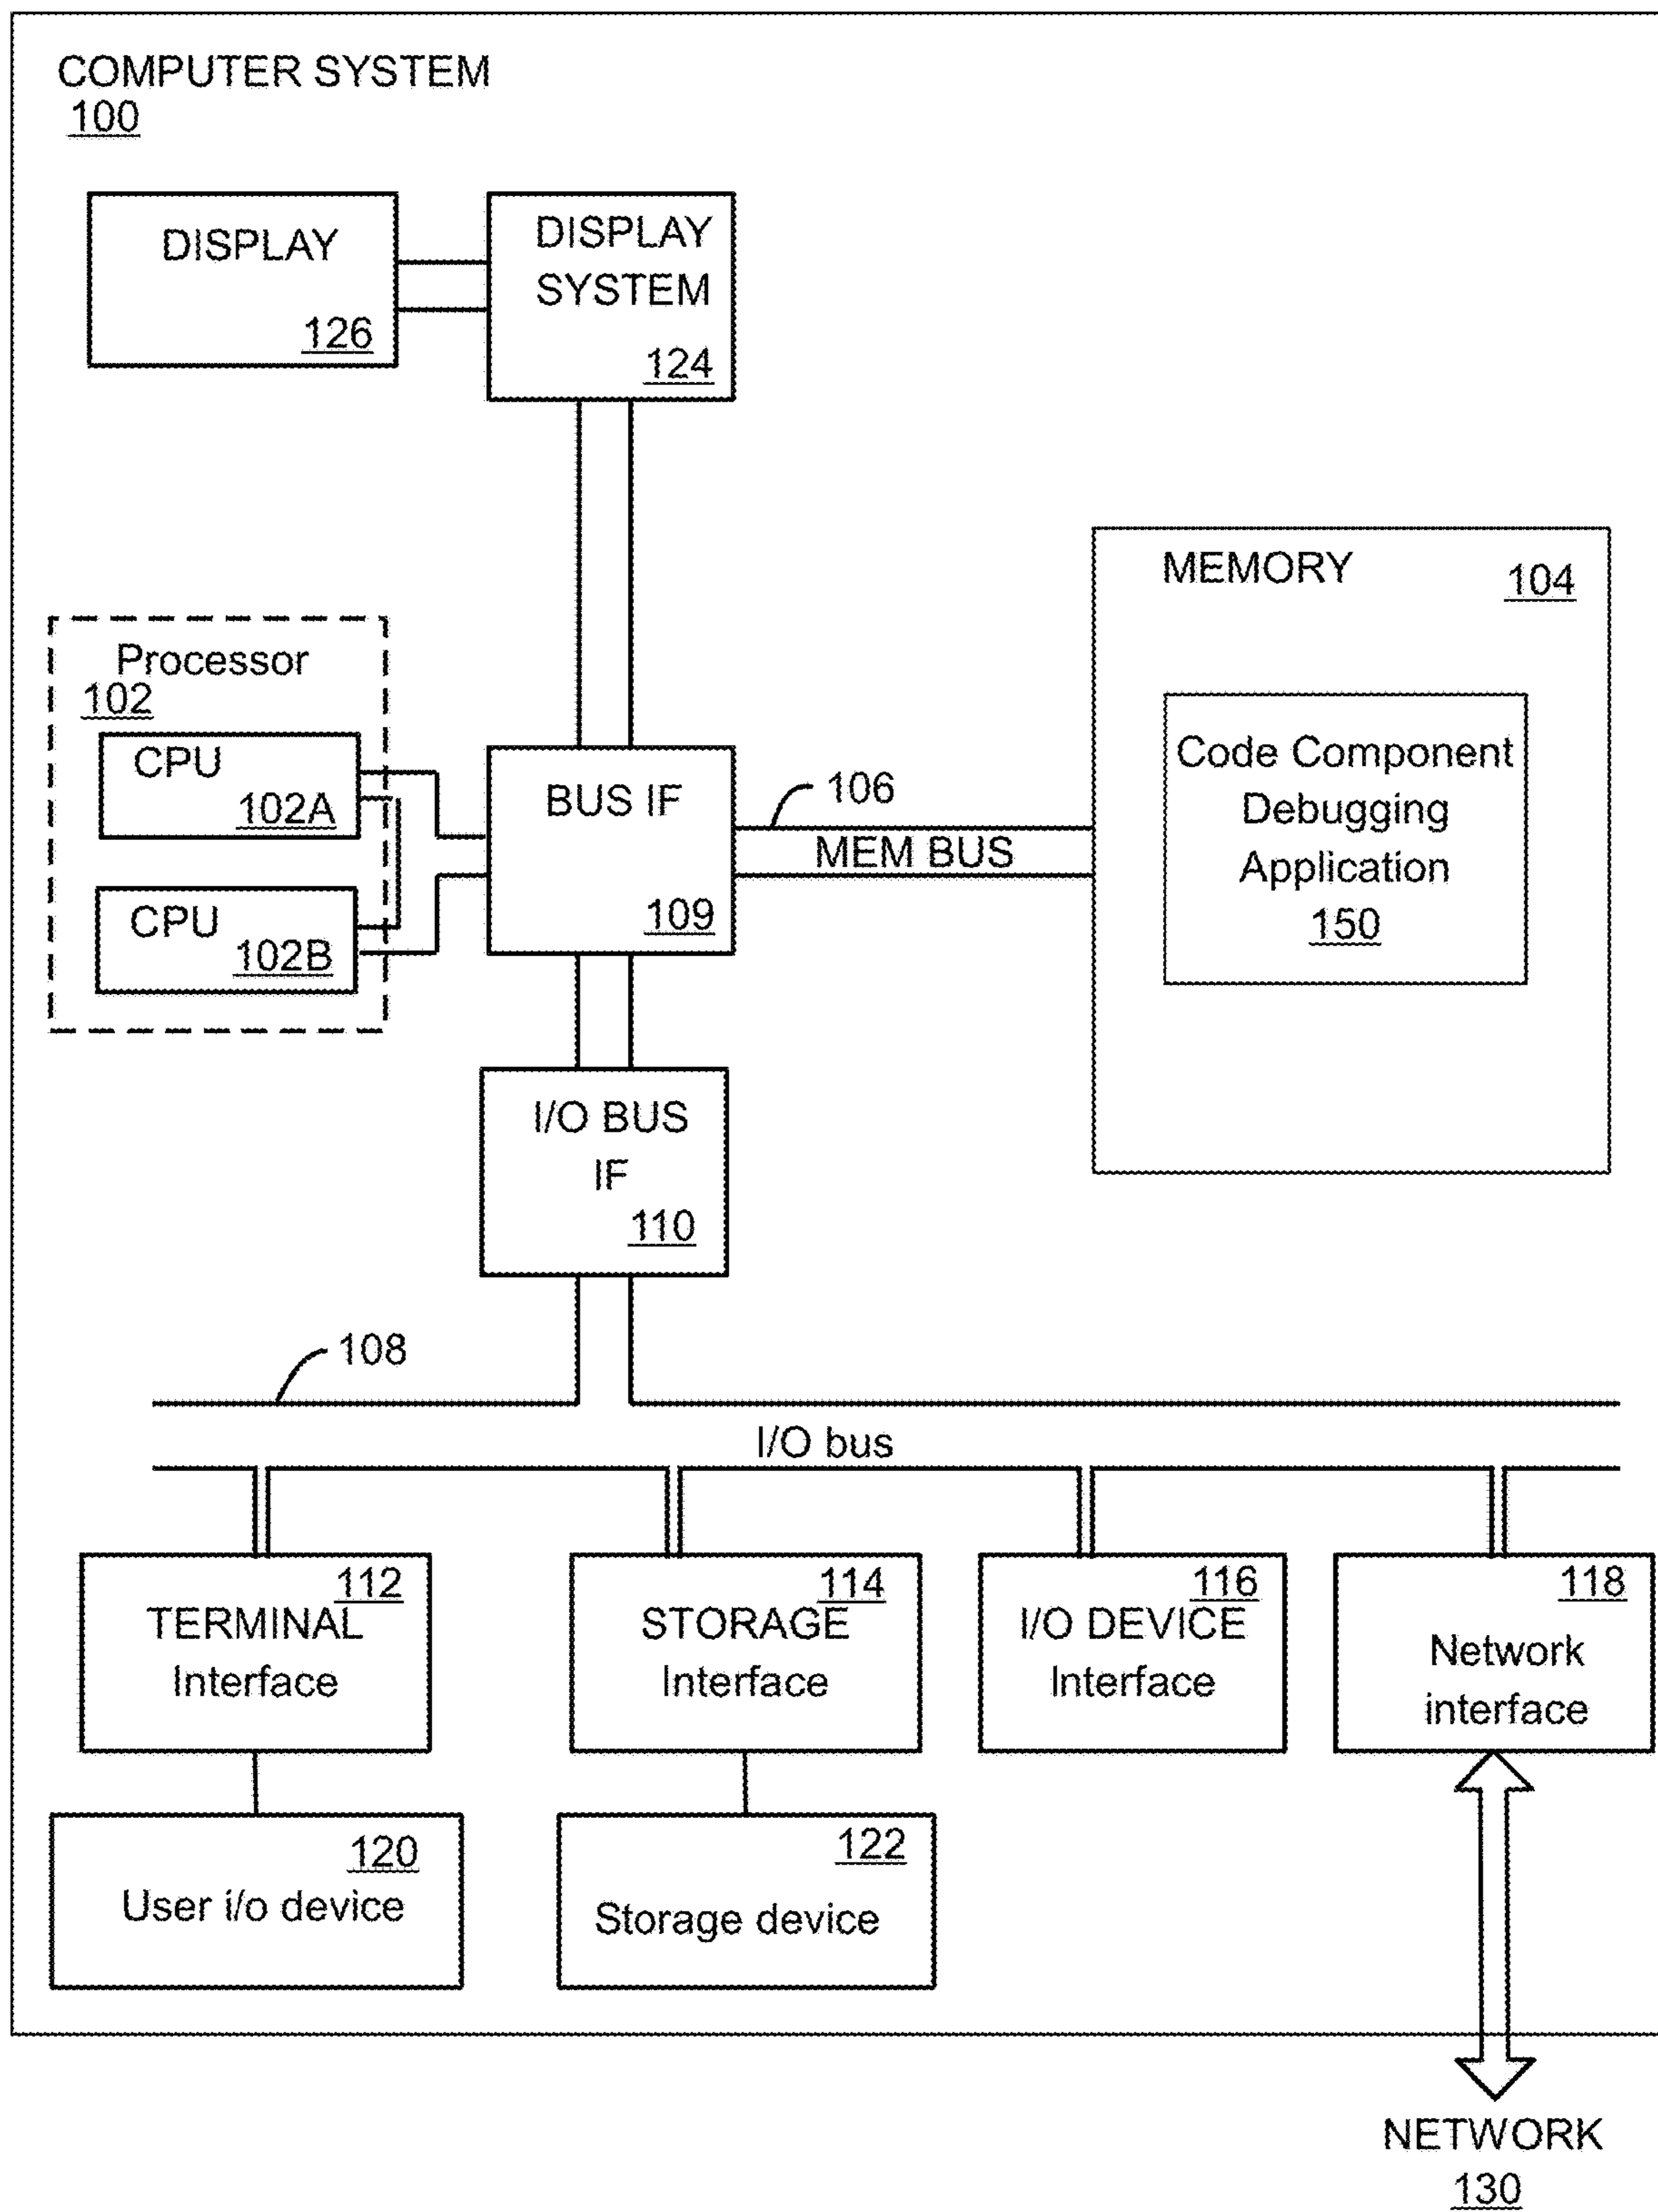 COMPUTER SYSTEM
100
DISPLAY
126
DISPLAY
SYSTEM
124
Processor
102
CPU
102A
CPU
102B
BUS IF
109
106
MEM BUS
MEMORY
104
Code Component
Debugging
Application
150
I/O BUS
IF
110
108
I/O bus
112
TERMINAL
Interface
114
STORAGE
Interface
116
I/O DEVICE
Interface
118
Network
interface
120
User i/o device
122
Storage device
NETWORK
130